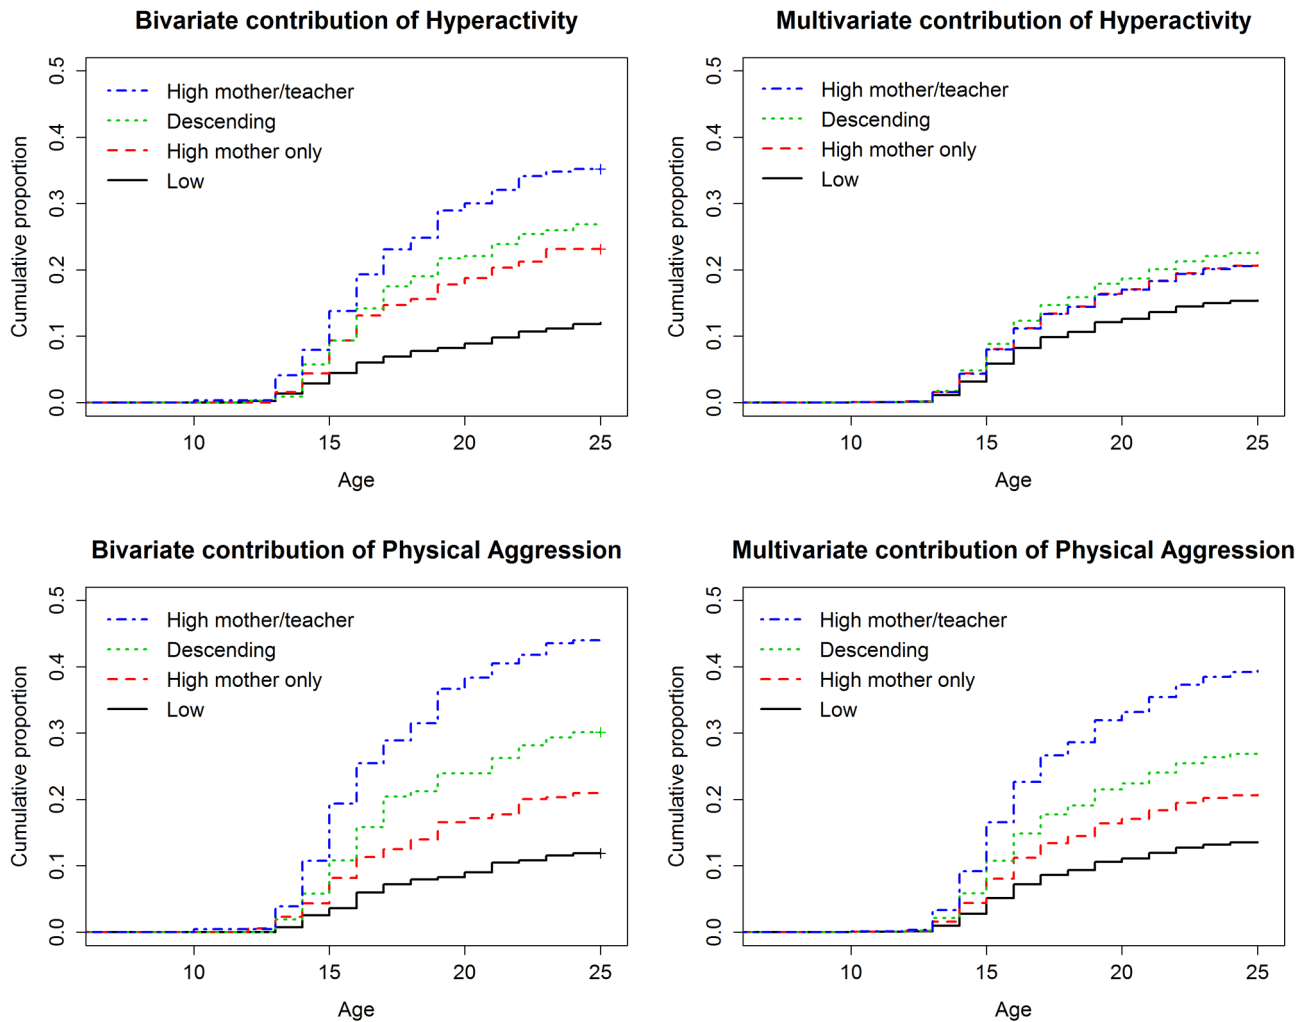 Bivariate contribution of Hyperactivity
Cumulative proportion
0.5
0.4
0.3
0.2
0.1
0.0
High mother/teacher
Descending
High mother only
Low
10 15 20 25
Age
Multivariate contribution of Hyperactivity
Cumulative proportion
0.5
0.4
0.3
0.2
0.1
0.0
High mother/teacher
Descending
High mother only
Low
10 15 20 25
Age
Bivariate contribution of Physical Aggression
Cumulative proportion
0.5
0.4
0.3
0.2
0.1
0.0
High mother/teacher
Descending
High mother only
Low
10 15 20 25
Age
Multivariate contribution of Physical Aggression
Cumulative proportion
0.5
0.4
0.3
0.2
0.1
0.0
High mother/teacher
Descending
High mother only
Low
10 15 20 25
Age